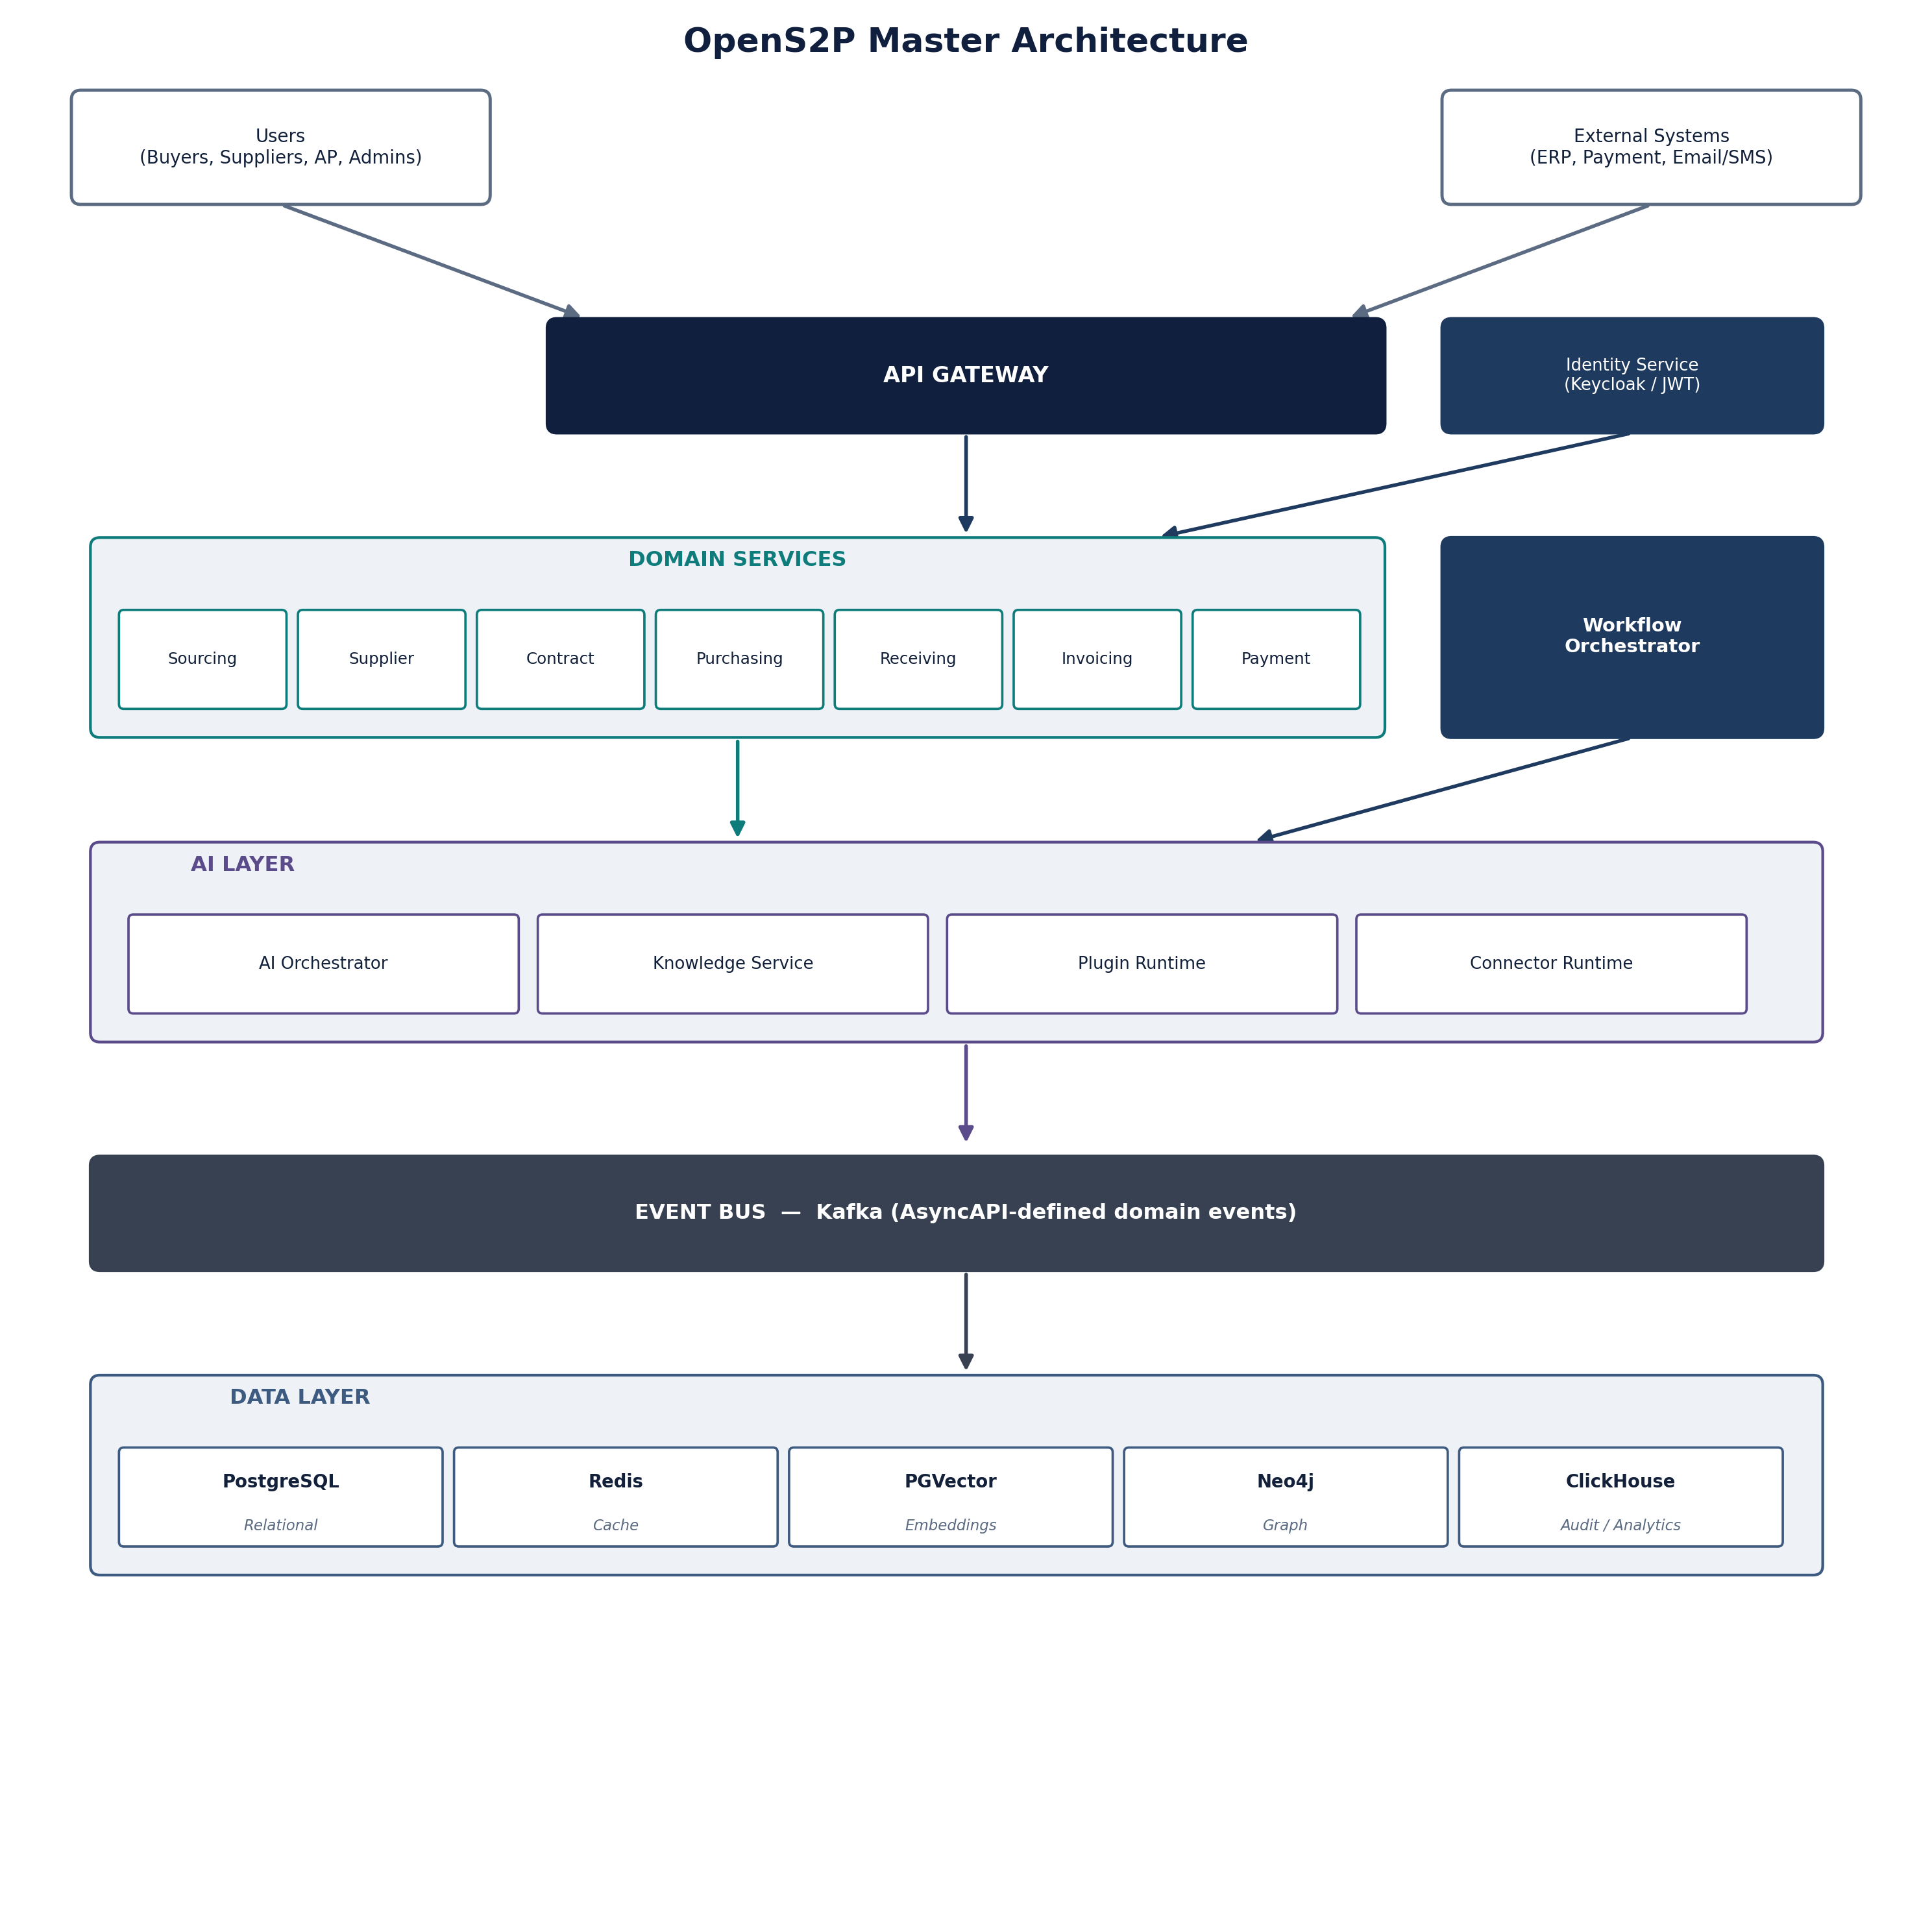 OpenS2P Master Architecture
Users
(Buyers, Suppliers, AP, Admins)
External Systems
(ERP, Payment, Email/SMS)
API GATEWAY
Identity Service
(Keycloak / JWT)
DOMAIN SERVICES
Sourcing
Supplier
Contract
Purchasing
Receiving
Invoicing
Payment
Workflow
Orchestrator
AI LAYER
AI Orchestrator
Knowledge Service
Plugin Runtime
Connector Runtime
EVENT BUS — Kafka (AsyncAPI-defined domain events)
DATA LAYER
PostgreSQL
Relational
Redis
Cache
PGVector
Embeddings
Neo4j
Graph
ClickHouse
Audit / Analytics